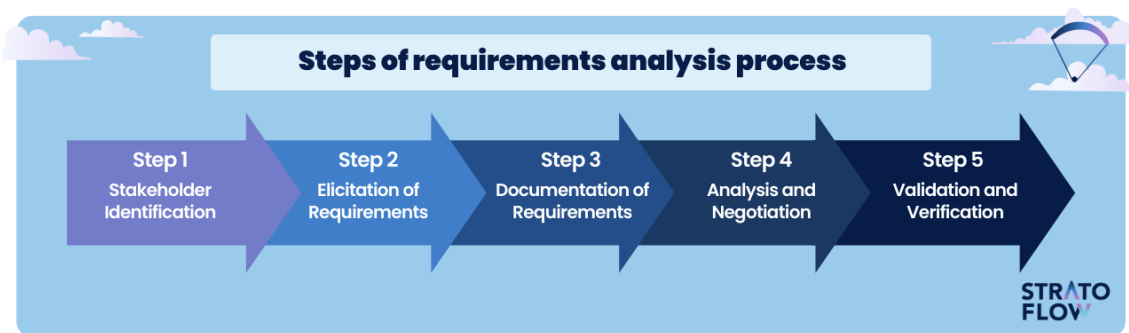 Steps of requirements analysis process
Step 1
Stakeholder
Identification
Step 2
Elicitation of
Requirements
Step 3
Documentation of
Requirements
Step 4
Analysis and
Negotiation
Step 5
Validation and
Verification
STRATO
FLOW